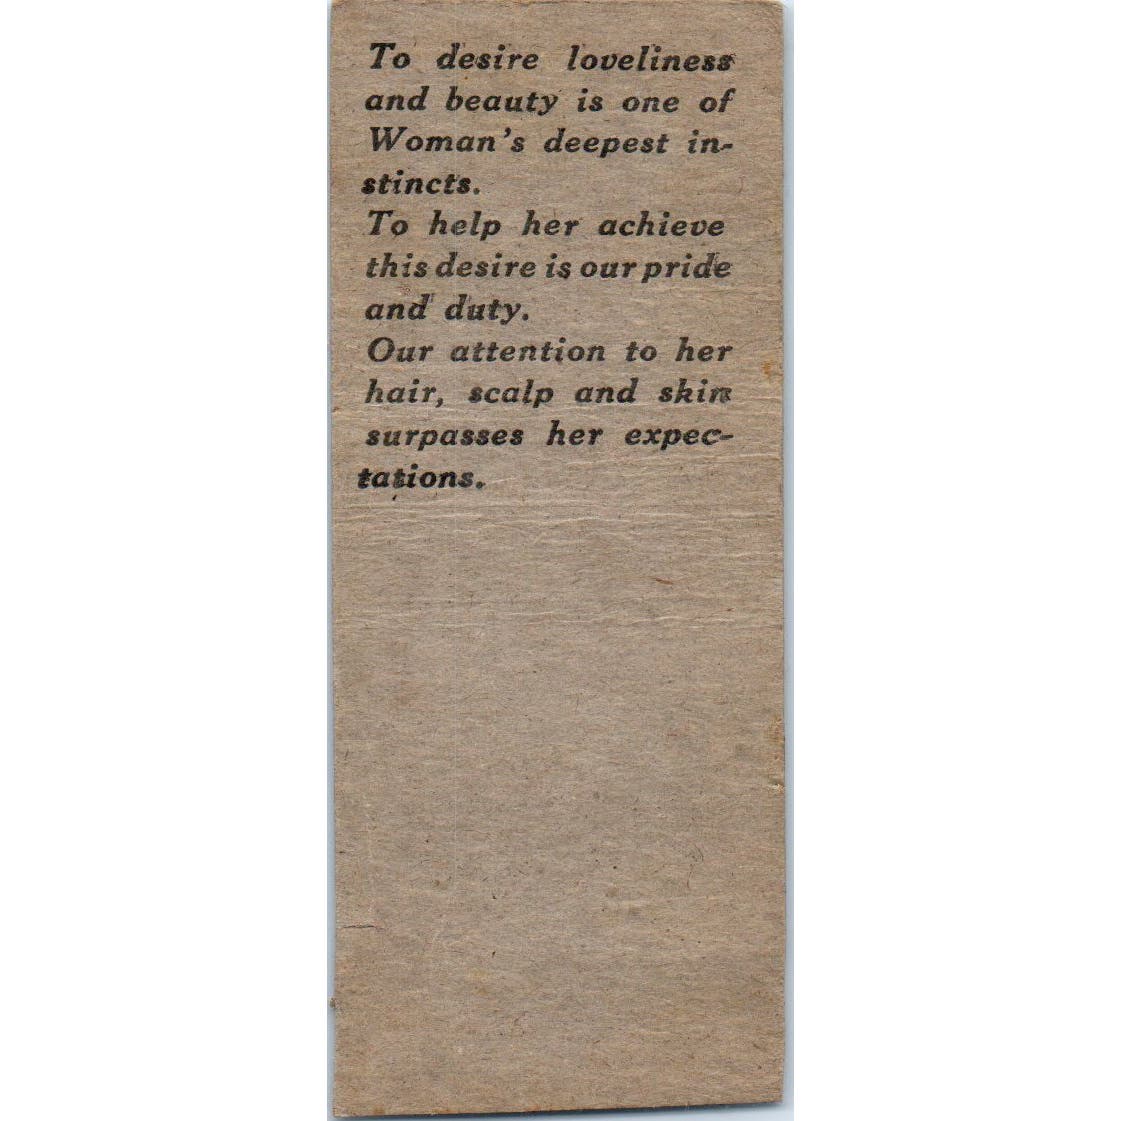 To desire loveliness
and beauty is one of
Woman's deepest in-
stincts.
To help her achieve
this desire is our pride
and duty.
Our attention to her
hair, scalp and skin
surpasses her expec-
tations.